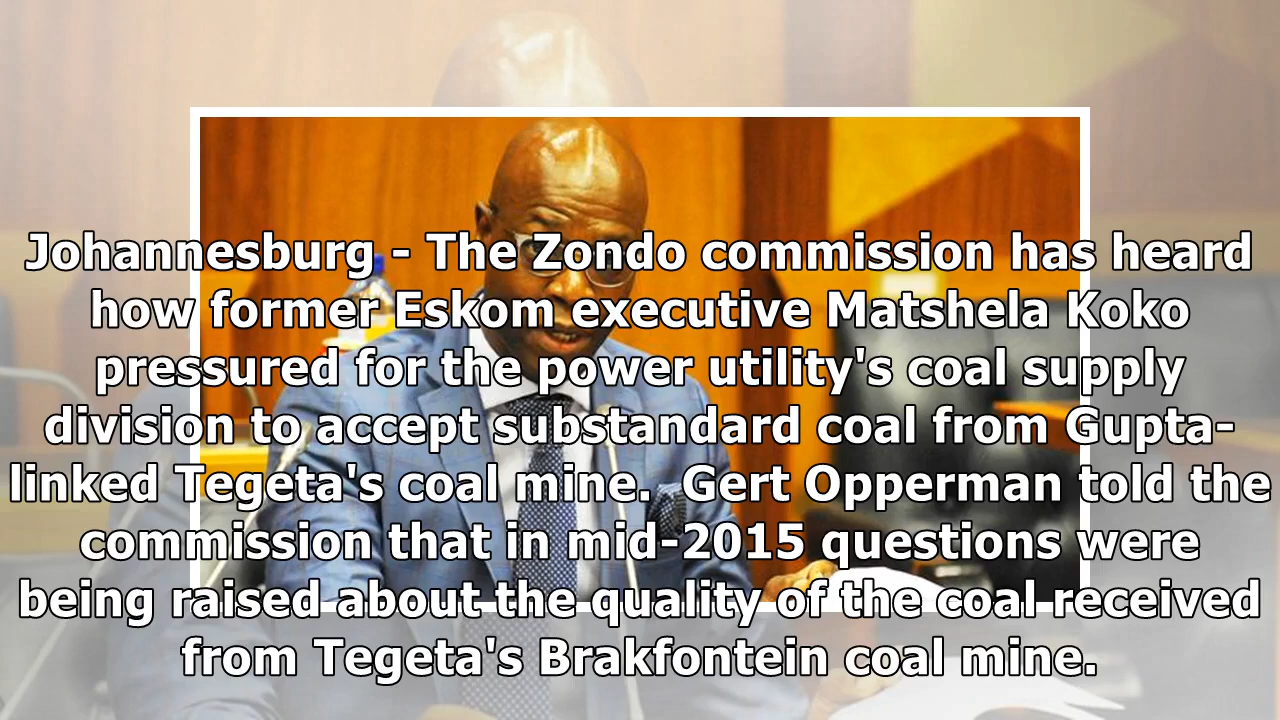 Johannesburg - The Zondo commission has heard
how former Eskom executive Matshela Koko
pressured for the power utility's coal supply
division to accept substandard coal from Gupta-
linked Tegeta's coal mine.  Gert Opperman told the
commission that in mid-2015 questions were
being raised about the quality of the coal received
from Tegeta's Brakfontein coal mine.